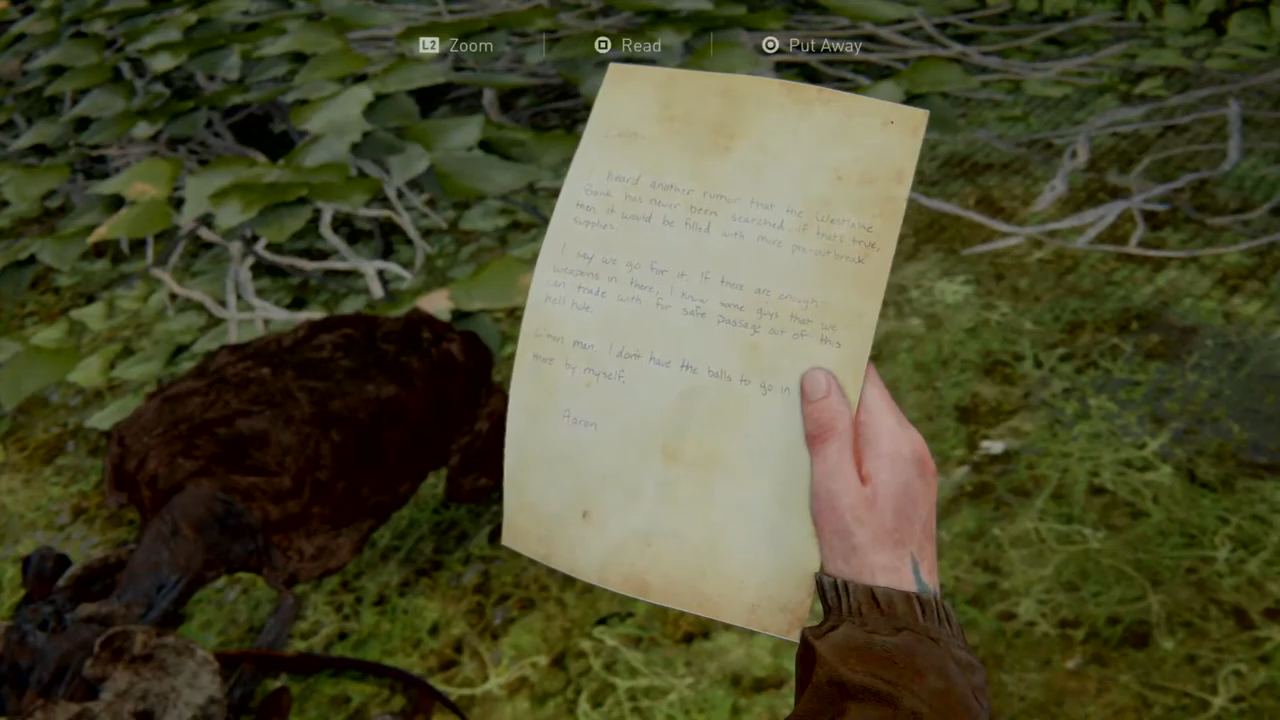 L2 Zoom
Read
Put Away
I heard another rumor that the Westlake
Bank has never been searched. If that's true,
then it would be filled with more pre-outbreak
supplies.
I say we go for it. If there are enough
weapons in there, I know some guys that we
can trade with for safe passage out of this
hell hole.
C'mon man. I don't have the balls to go in
there by myself.
Aaron